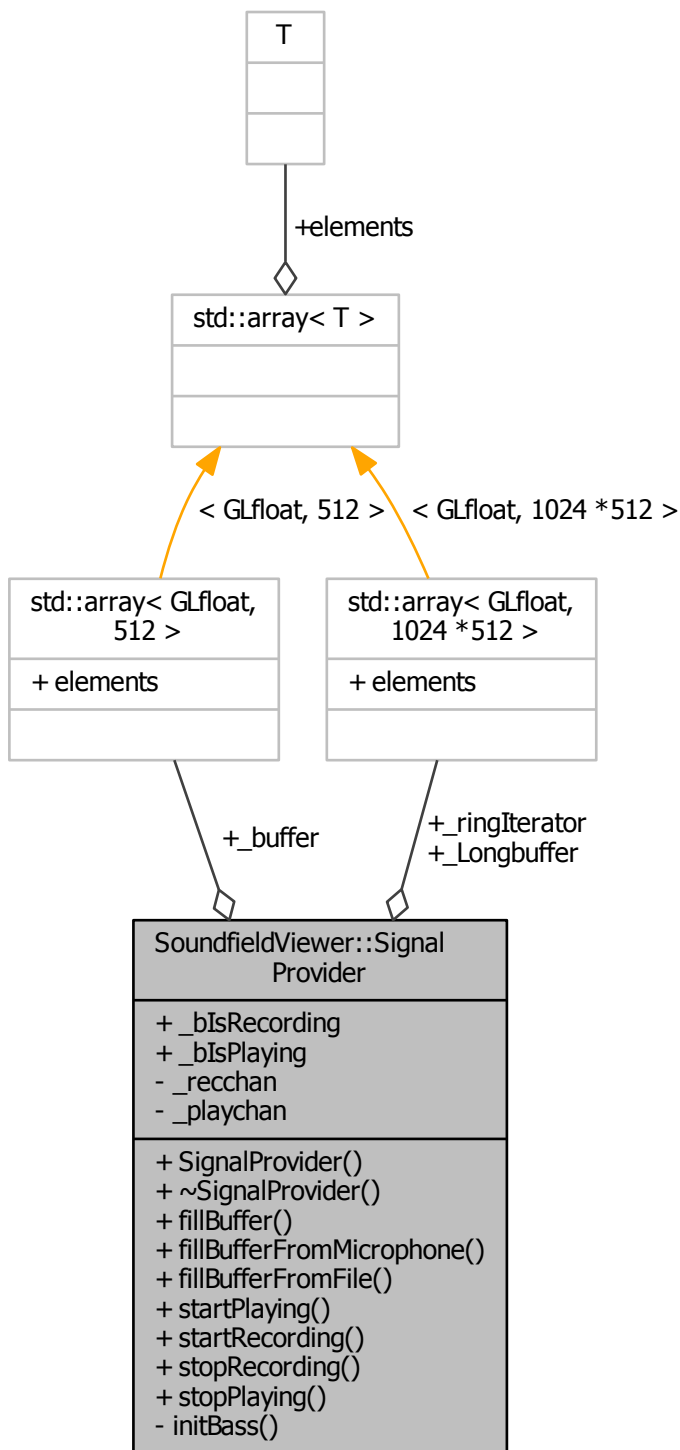 T
+elements
std::array< T >
< GLfloat, 512 >
< GLfloat, 1024 *512 >
std::array< GLfloat,
512 >
+ elements
std::array< GLfloat,
1024 *512 >
+ elements
+_buffer
+_ringIterator
+_Longbuffer
SoundfieldViewer::Signal
Provider
+ _bIsRecording
+ _bIsPlaying
- _recchan
- _playchan
+ SignalProvider()
+ ~SignalProvider()
+ fillBuffer()
+ fillBufferFromMicrophone()
+ fillBufferFromFile()
+ startPlaying()
+ startRecording()
+ stopRecording()
+ stopPlaying()
- initBass()